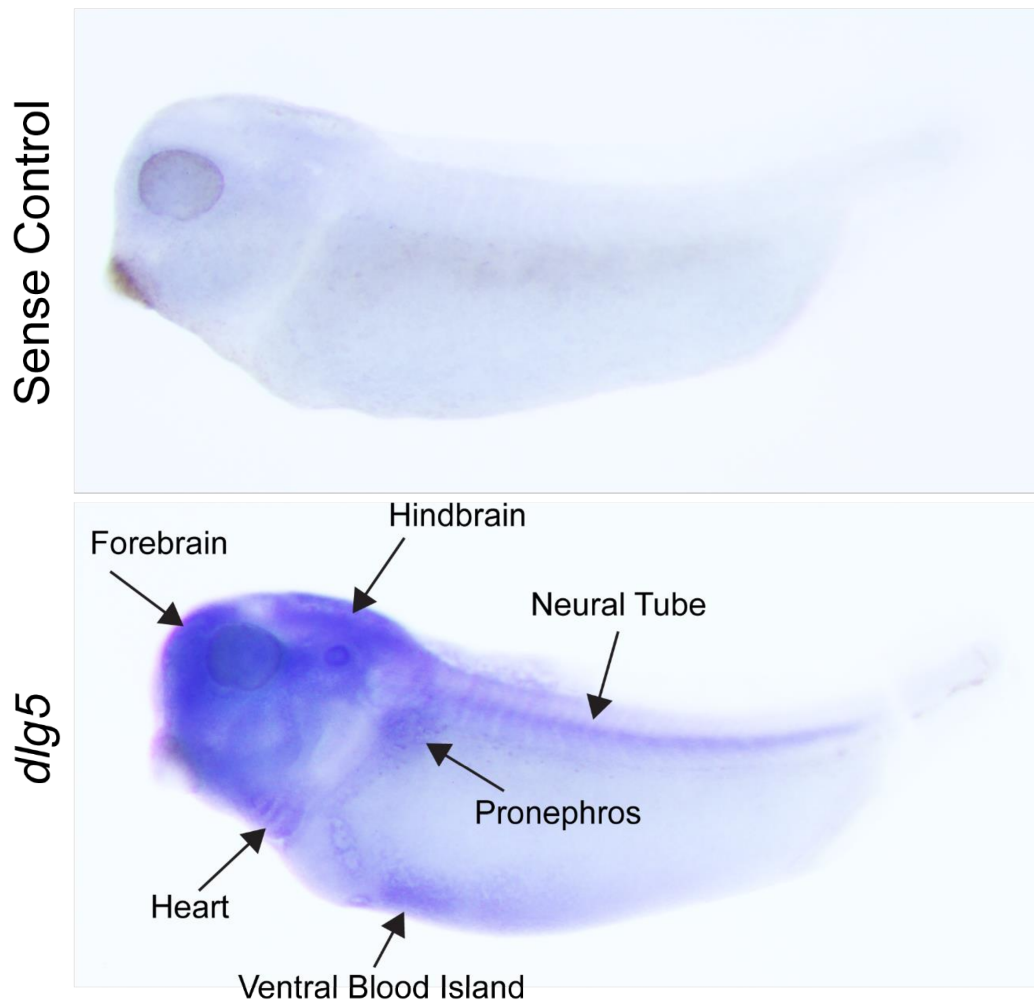 Sense Control
Hindbrain
Forebrain
Neural Tube
dlg5
Pronephros
Heart
Ventral Blood Island